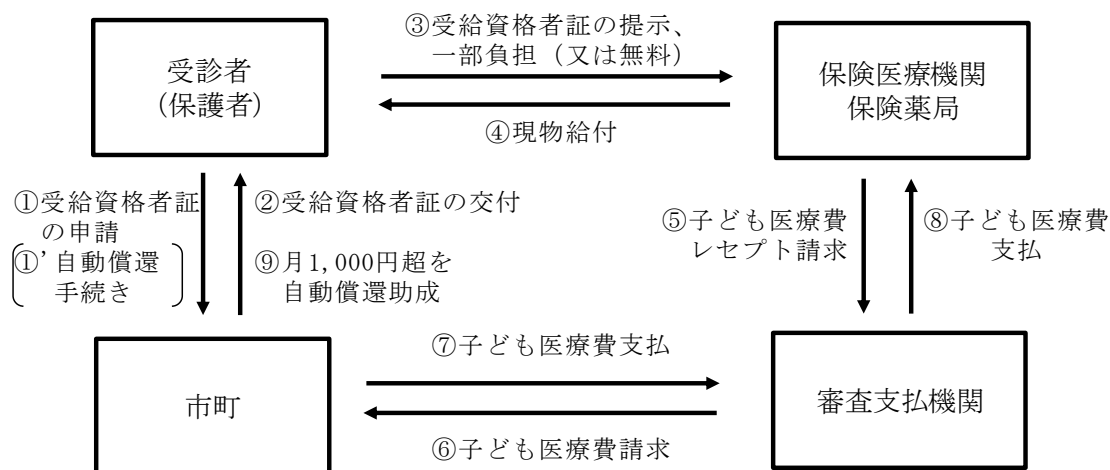 ③受給資格者証の提示、
一部負担（又は無料）
受診者
(保護者)
保険医療機関
保険薬局
④現物給付
①受給資格者証
の申請
①’自動償還
手続き
②受給資格者証の交付
⑨月1,000円超を
自動償還助成
⑤子ども医療費
レセプト請求
⑧子ども医療費
支払
⑦子ども医療費支払
市町
審査支払機関
⑥子ども医療費請求